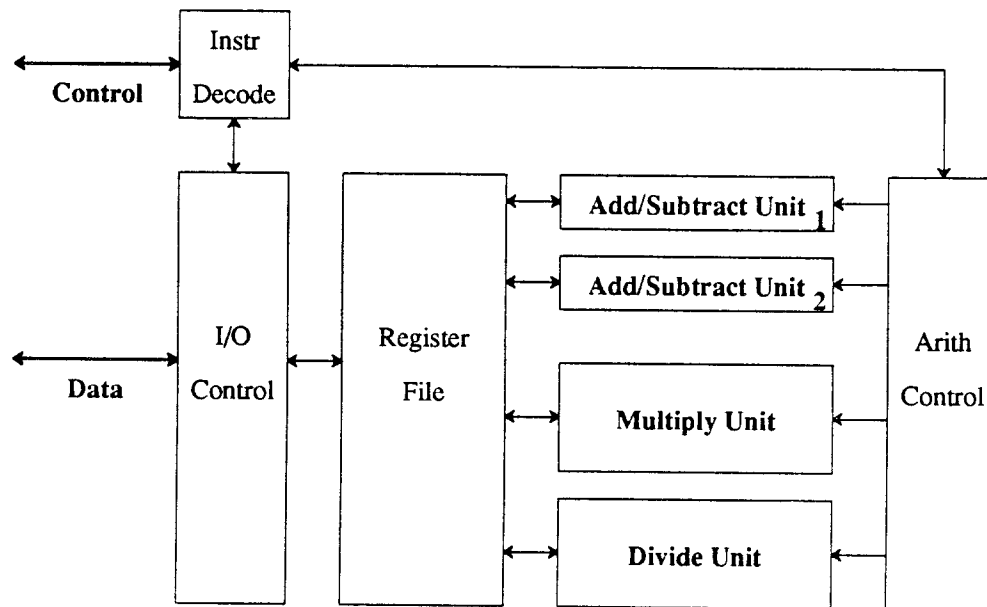 Instr
Decode
Control
Add/Subtract Unit 1
Add/Subtract Unit 2
I/O
Control
Register
File
Arith
Control
Data
Multiply Unit
Divide Unit